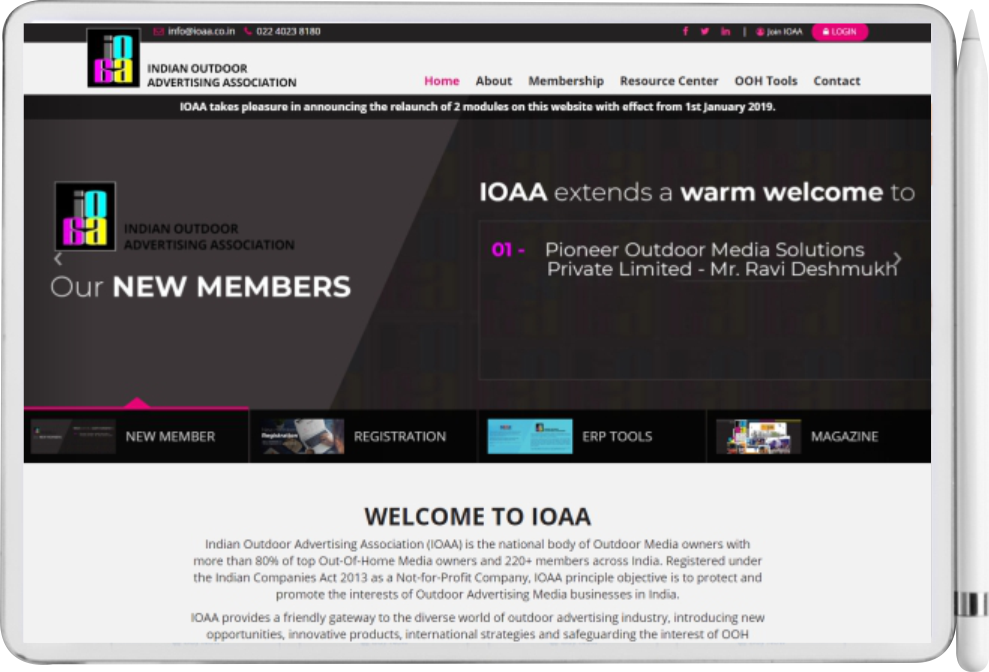 info@ioaa.co.in 022 4023 8180
Join IOAA LOGIN
ioaa
INDIAN OUTDOOR
ADVERTISING ASSOCIATION
Home About Membership Resource Center OOH Tools Contact
IOAA takes pleasure in announcing the relaunch of 2 modules on this website with effect from 1st January 2019.
ioaa
INDIAN OUTDOOR
ADVERTISING ASSOCIATION
Our NEW MEMBERS
IOAA extends a warm welcome to
01 - Pioneer Outdoor Media Solutions
Private Limited - Mr. Ravi Deshmukh
NEW MEMBER
Registration
REGISTRATION
ERP TOOLS
MAGAZINE
WELCOME TO IOAA
Indian Outdoor Advertising Association (IOAA) is the national body of Outdoor Media owners with
more than 80% of top Out-Of-Home Media owners and 220+ members across India. Registered under
the Indian Companies Act 2013 as a Not-for-Profit Company, IOAA principle objective is to protect and
promote the interests of Outdoor Advertising Media businesses in India.
IOAA provides a friendly gateway to the diverse world of outdoor advertising industry, introducing new
opportunities, innovative products, international strategies and safeguarding the interest of OOH